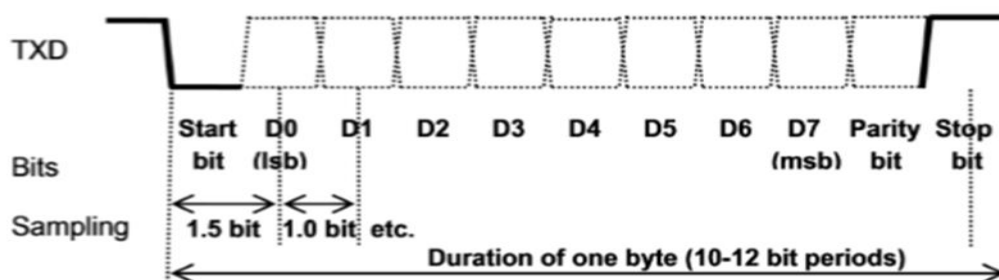 TXD
Start D0 D1 D2 D3 D4 D5 D6 D7 Parity Stop
Bits bit (lsb) (msb) bit bit
Sampling 1.5 bit 1.0 bit etc.
Duration of one byte (10-12 bit periods)